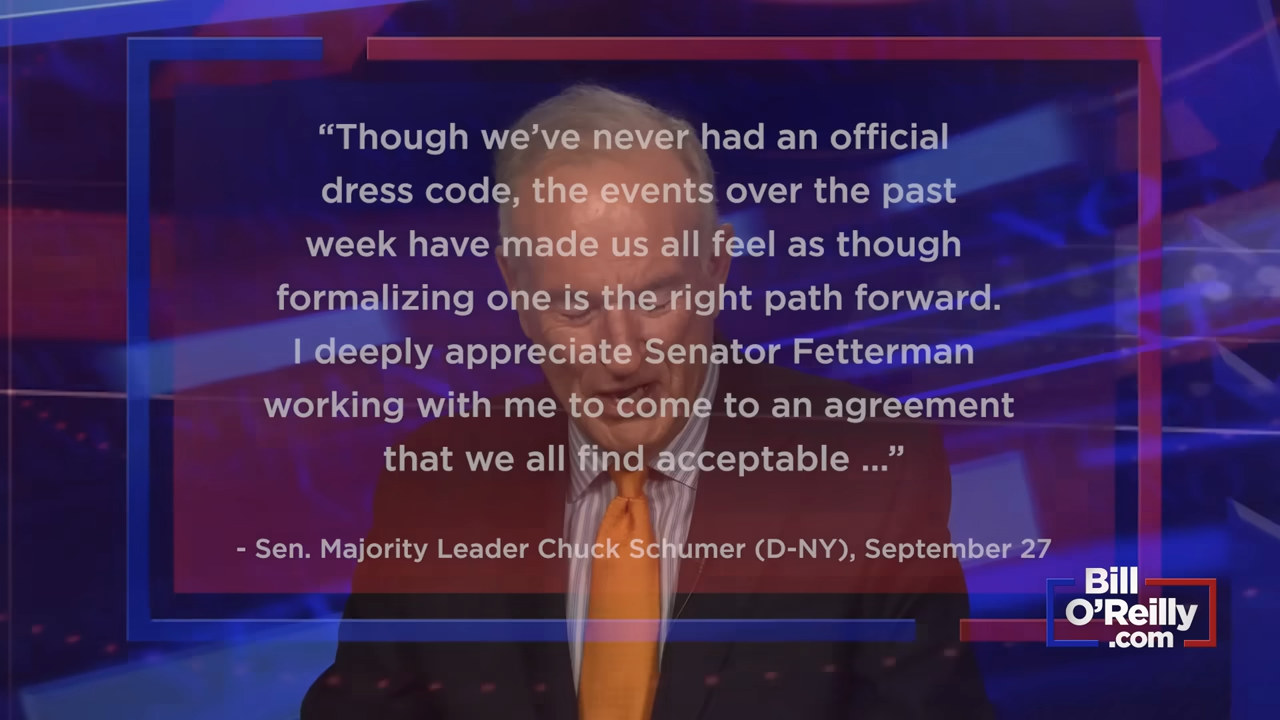 “Though we’ve never had an official
dress code, the events over the past
week have made us all feel as though
formalizing one is the right path forward.
I deeply appreciate Senator Fetterman
working with me to come to an agreement
that we all find acceptable ...”
- Sen. Majority Leader Chuck Schumer (D-NY), September 27
Bill
O’Reilly
.com